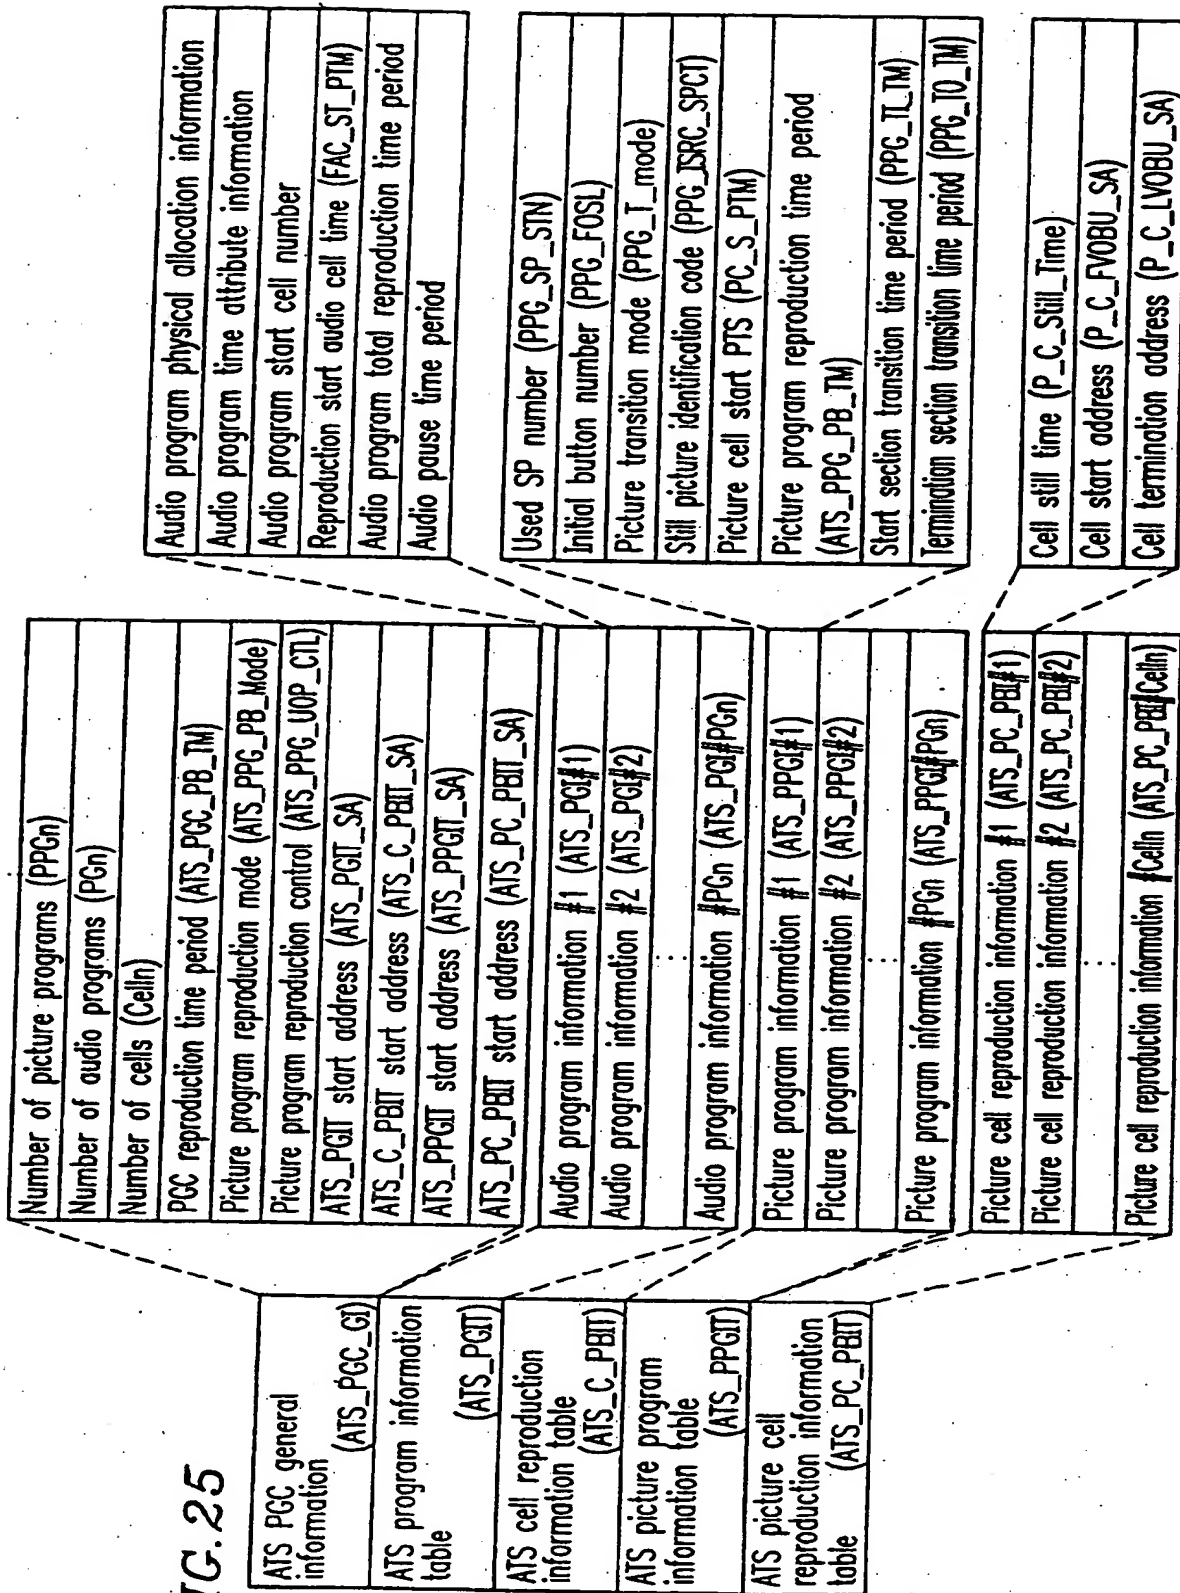 FIG. 25
ATS PGC general
information
(ATS_PGC_GI)
ATS program information
table
(ATS_PGIT)
ATS cell reproduction
information table
(ATS_C_PBIT)
ATS picture program
information table
(ATS_PPGIT)
ATS picture cell
reproduction information
table
(ATS_PC_PBIT)
Number of picture programs (PPGn)
Number of audio programs (PGn)
Number of cells (Celln)
PGC reproduction time period (ATS_PGC_PB_TM)
Picture program reproduction mode (ATS_PPG_PB_Mode)
Picture program reproduction control (ATS_PPG_UOP_CTL)
ATS_PGIT start address (ATS_PGIT_SA)
ATS_C_PBIT start address (ATS_C_PBIT_SA)
ATS_PPGIT start address (ATS_PPGIT_SA)
ATS_PC_PBIT start address (ATS_PC_PBIT_SA)
Audio program information #1 (ATS_PGI#1)
Audio program information #2 (ATS_PGI#2)
Audio program information #PGn (ATS_PGI#PGn)
Picture program information #1 (ATS_PPGI#1)
Picture program information #2 (ATS_PPGI#2)
Picture program information #PGn (ATS_PPGI#PGn)
Picture cell reproduction information #1 (ATS_PC_PBI#1)
Picture cell reproduction information #2 (ATS_PC_PBI#2)
Picture cell reproduction information #Celln (ATS_PC_PBI#Celln)
Audio program physical allocation information
Audio program time attribute information
Audio program start cell number
Reproduction start audio cell time (FAC_ST_PTM)
Audio program total reproduction time period
Audio pause time period
Used SP number (PPG_SP_STN)
Initial button number (PPG_FOSL)
Picture transition mode (PPG_T_mode)
Still picture identification code (PPG_ISRC_SPCT)
Picture cell start PTS (PC_S_PTM)
Picture program reproduction time period
(ATS_PPG_PB_TM)
Start section transition time period (PPG_TL_TM)
Termination section transition time period (PPG_TO_TM)
Cell still time (P_C_Still_Time)
Cell start address (P_C_FVOBU_SA)
Cell termination address (P_C_LVOBU_SA)